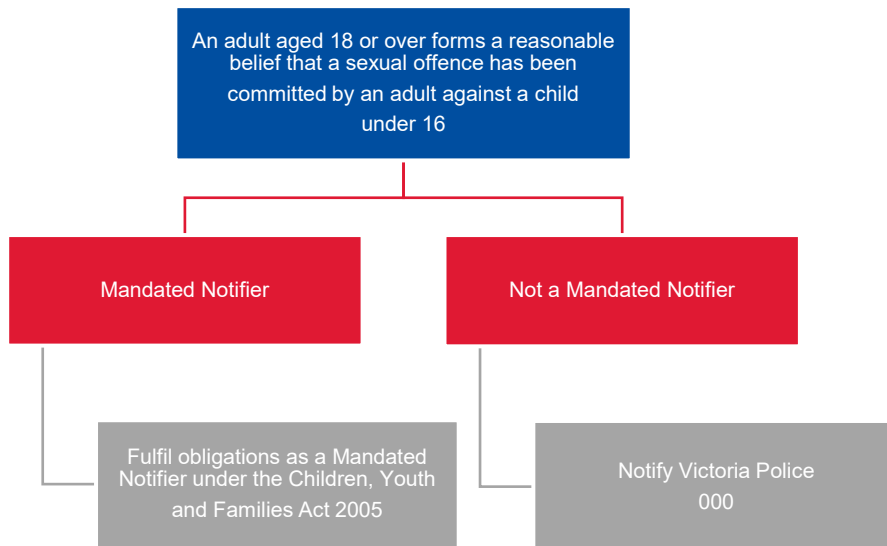 An adult aged 18 or over forms a reasonable
belief that a sexual offence has been
committed by an adult against a child
under 16
Mandated Notifier
Not a Mandated Notifier
Fulfil obligations as a Mandated
Notifier under the Children, Youth
and Families Act 2005
Notify Victoria Police
000